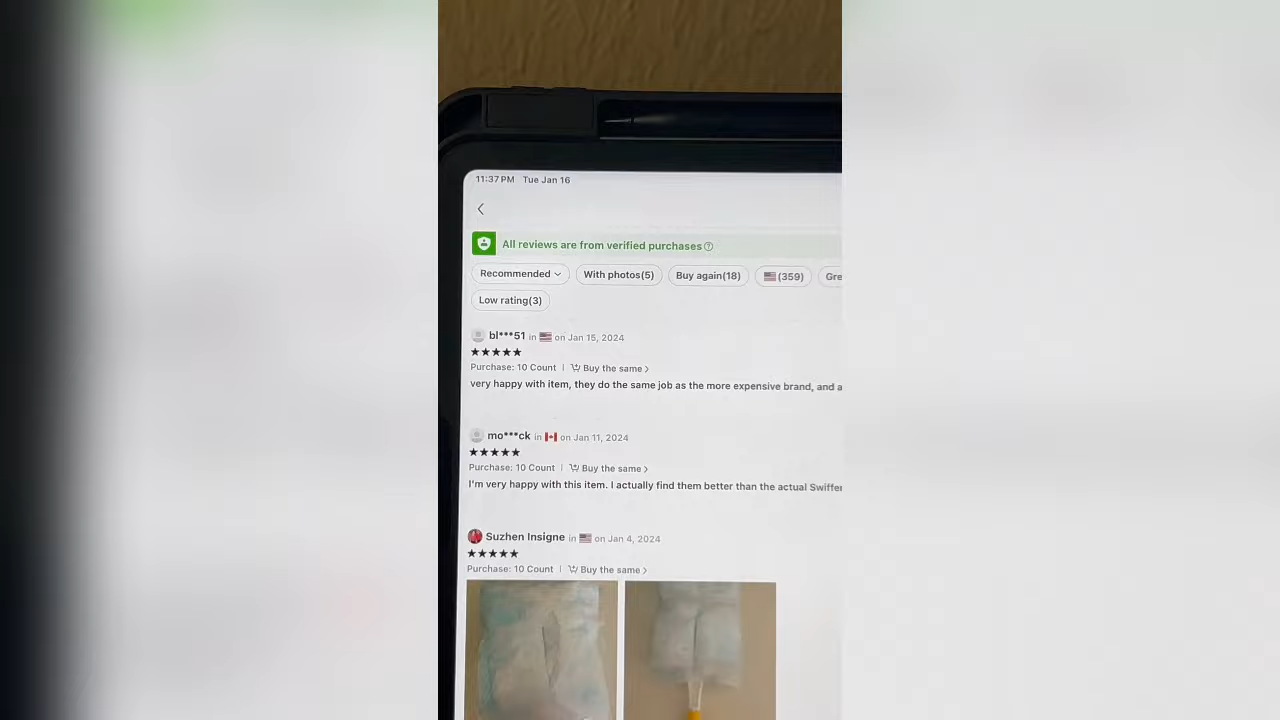 11:37 PM Tue Jan 16
All reviews are from verified purchases
Recommended
With photos(5)
Buy again(18)
(359)
Gre
Low rating(3)
bl***51 in on Jan 15, 2024
★★★★★
Purchase: 10 Count | Buy the same >
very happy with item, they do the same job as the more expensive brand, and a
mo***ck in on Jan 11, 2024
★★★★★
Purchase: 10 Count | Buy the same >
I'm very happy with this item. I actually find them better than the actual Swiffer
Suzhen Insigne in on Jan 4, 2024
★★★★★
Purchase: 10 Count | Buy the same >